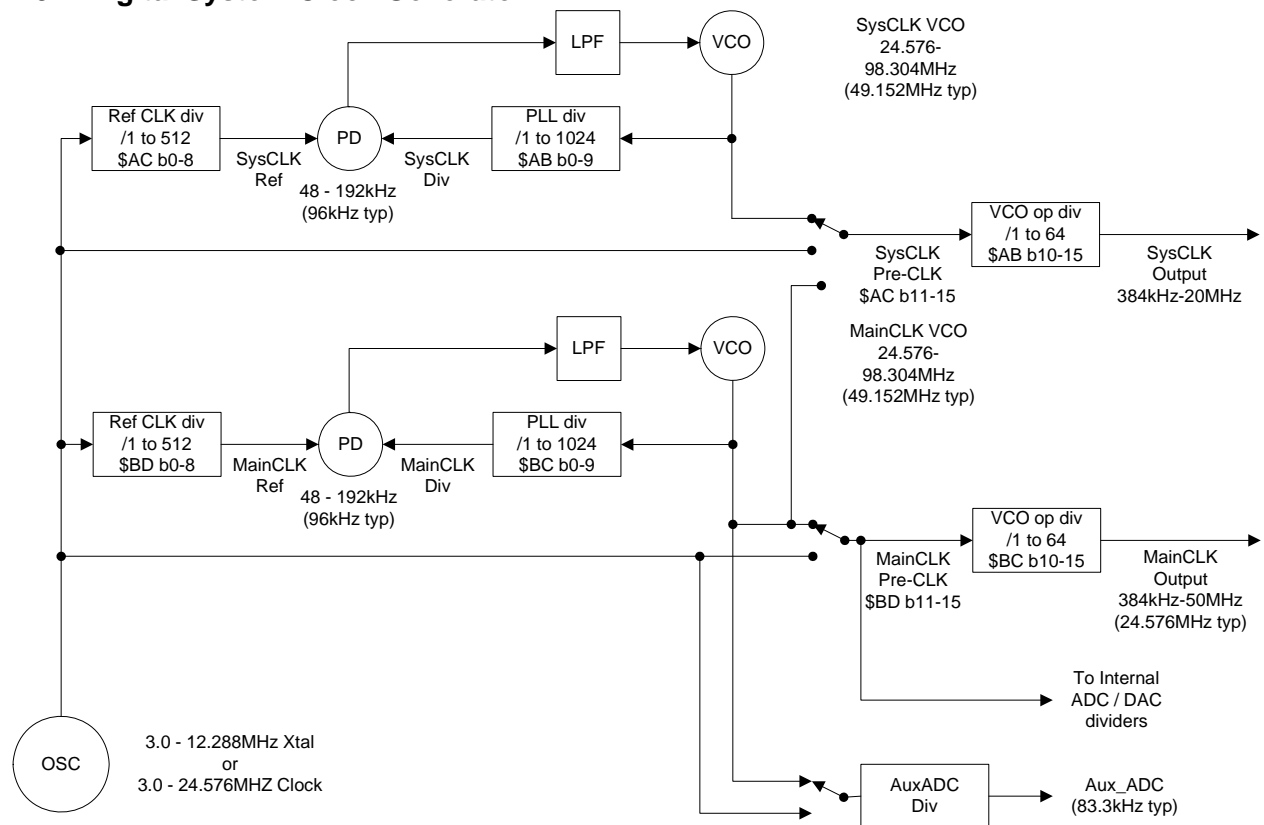 Digital System Clock Generator
LPF
VCO
SysCLK VCO
24.576-
98.304MHz
(49.152MHz typ)
Ref CLK div
/1 to 512
$AC b0-8
SysCLK
Ref
PD
48 - 192kHz
(96kHz typ)
SysCLK
Div
PLL div
/1 to 1024
$AB b0-9
SysCLK
Pre-CLK
$AC b11-15
VCO op div
/1 to 64
$AB b10-15
SysCLK
Output
384kHz-20MHz
LPF
VCO
MainCLK VCO
24.576-
98.304MHz
(49.152MHz typ)
Ref CLK div
/1 to 512
$BD b0-8
MainCLK
Ref
PD
48 - 192kHz
(96kHz typ)
MainCLK
Div
PLL div
/1 to 1024
$BC b0-9
MainCLK
Pre-CLK
$BD b11-15
VCO op div
/1 to 64
$BC b10-15
MainCLK
Output
384kHz-50MHz
(24.576MHz typ)
To Internal
ADC / DAC
dividers
OSC
3.0 - 12.288MHz Xtal
or
3.0 - 24.576MHZ Clock
AuxADC
Div
Aux_ADC
(83.3kHz typ)